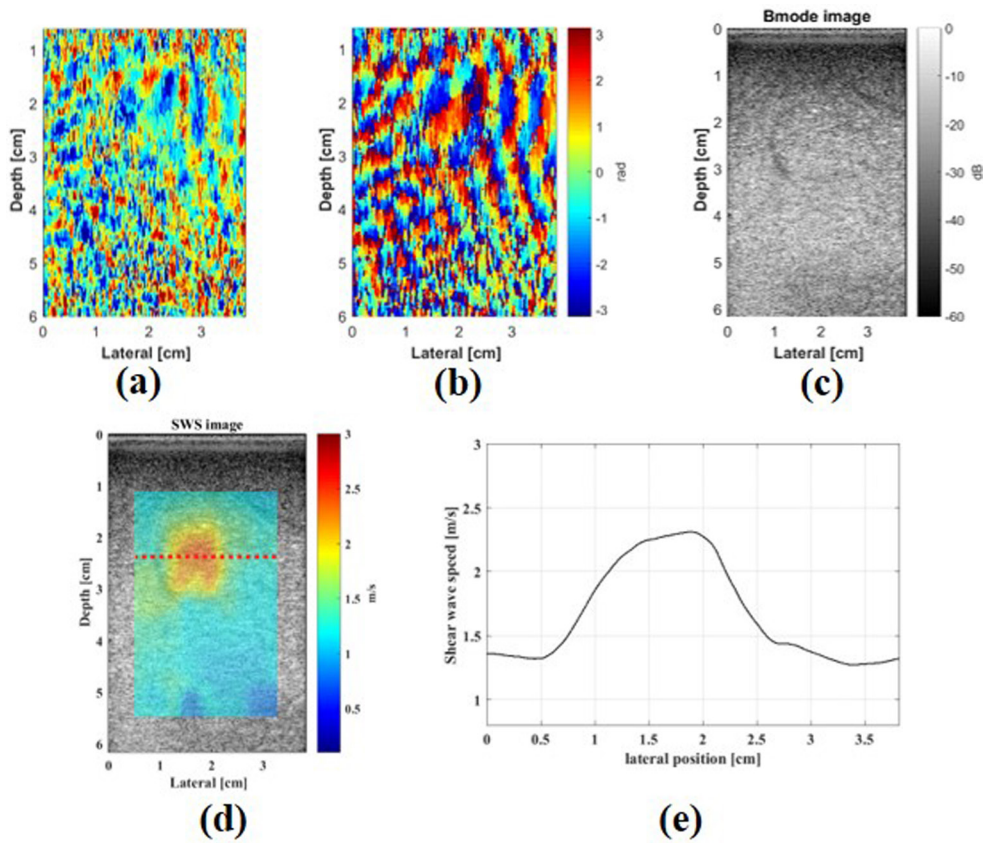 Depth [cm]
1
2
3
4
5
6
0 1 2 3
Lateral [cm]
(a)
Depth [cm]
1
2
3
4
5
6
0 1 2 3
Lateral [cm]
3
2
1
0
-1
-2
-3
rad
(b)
Bmode image
Depth [cm]
0
1
2
3
4
5
6
0 1 2 3
Lateral [cm]
0
-10
-20
-30
-40
-50
-60
dB
(c)
SWS image
Depth [cm]
0
1
2
3
4
5
6
0 1 2 3
Lateral [cm]
3
2.5
2
1.5
1
0.5
m/s
(d)
Shear wave speed [m/s]
3
2.5
2
1.5
1
0 0.5 1 1.5 2 2.5 3 3.5
lateral position [cm]
(e)